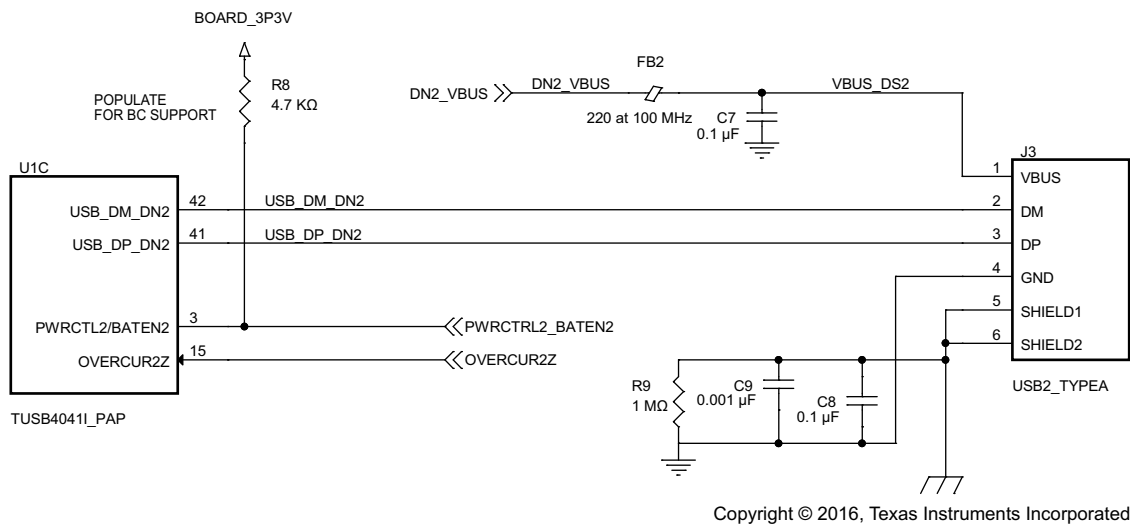 BOARD_3P3V
FB2
R8
4.7 KΩ
DN2_VBUS
DN2_VBUS
VBUS_DS2
POPULATE
FOR BC SUPPORT
220 at 100 MHz
C7
0.1 µF
U1C
J3
1
VBUS
USB_DM_DN2
42
USB_DM_DN2
2
DM
USB_DP_DN2
41
USB_DP_DN2
3
DP
4
GND
5
SHIELD1
PWRCTL2/BATEN2
3
PWRCTRL2_BATEN2
6
SHIELD2
OVERCUR2Z
15
OVERCUR2Z
R9
1 MΩ
C9
0.001 µF
C8
0.1 µF
USB2_TYPEA
TUSB4041I_PAP
Copyright © 2016, Texas Instruments Incorporated